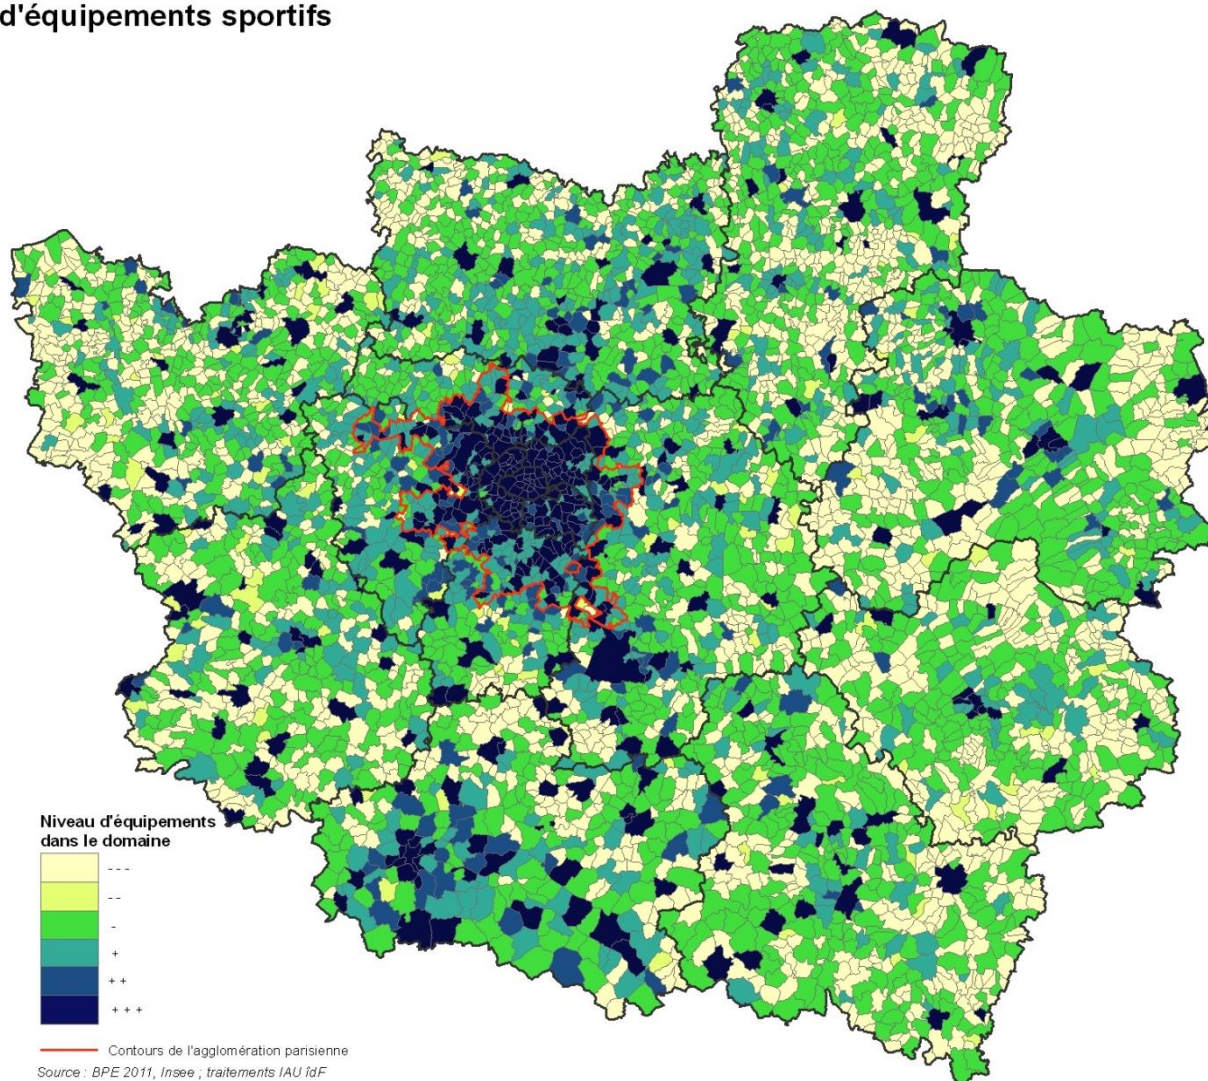 d'équipements sportifs
Niveau d'équipements
dans le domaine
- - -
- -
-
+
+ +
+ + +
Contours de l'agglomération parisienne
Source : BPE 2011, Insee ; traitements IAU îdF